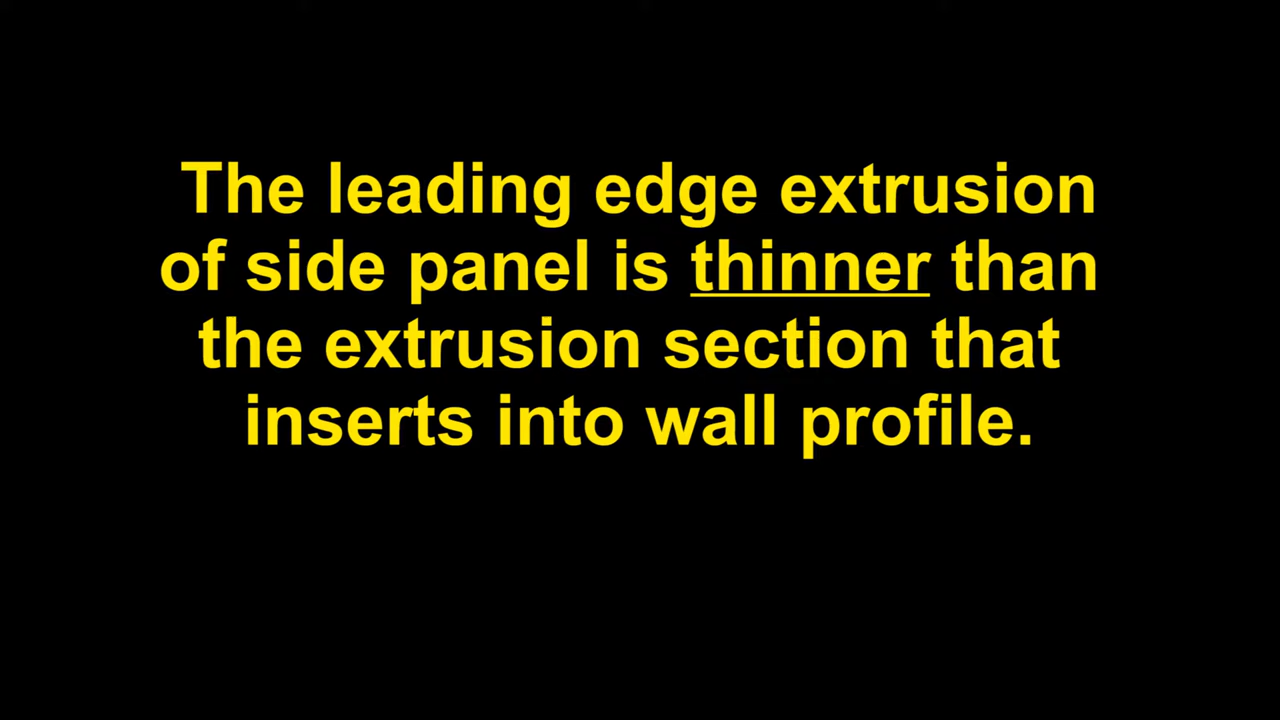 The leading edge extrusion
of side panel is thinner than
the extrusion section that
inserts into wall profile.